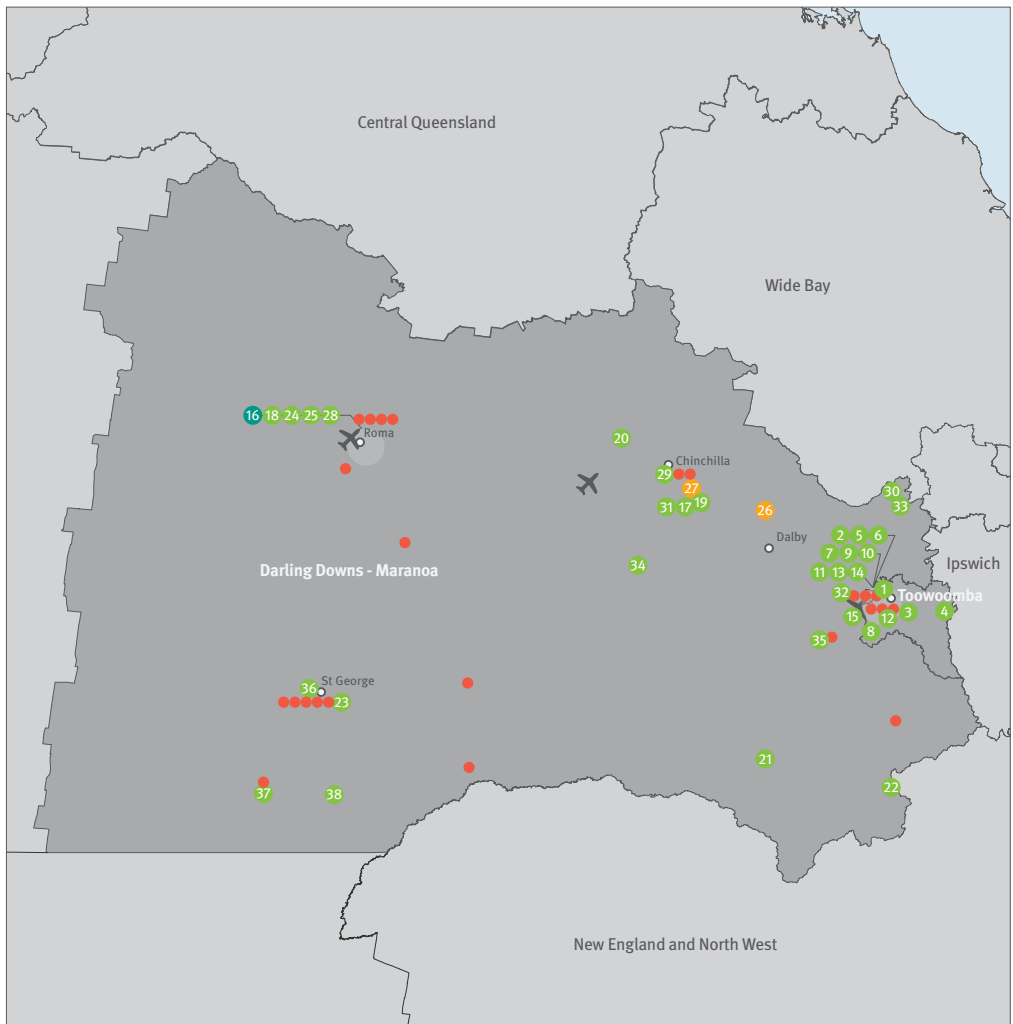 Central Queensland
Wide Bay
16 18 24 25 28
Roma
20
Chinchilla
29
27
30
31 17 19
33
26
2 5 6
Dalby
7 9 10
Ipswich
34
Darling Downs - Maranoa
11 13 14
1
32
Toowoomba
15 12 3 4
8
35
St George
36
23
21
22
37 38
New England and North West